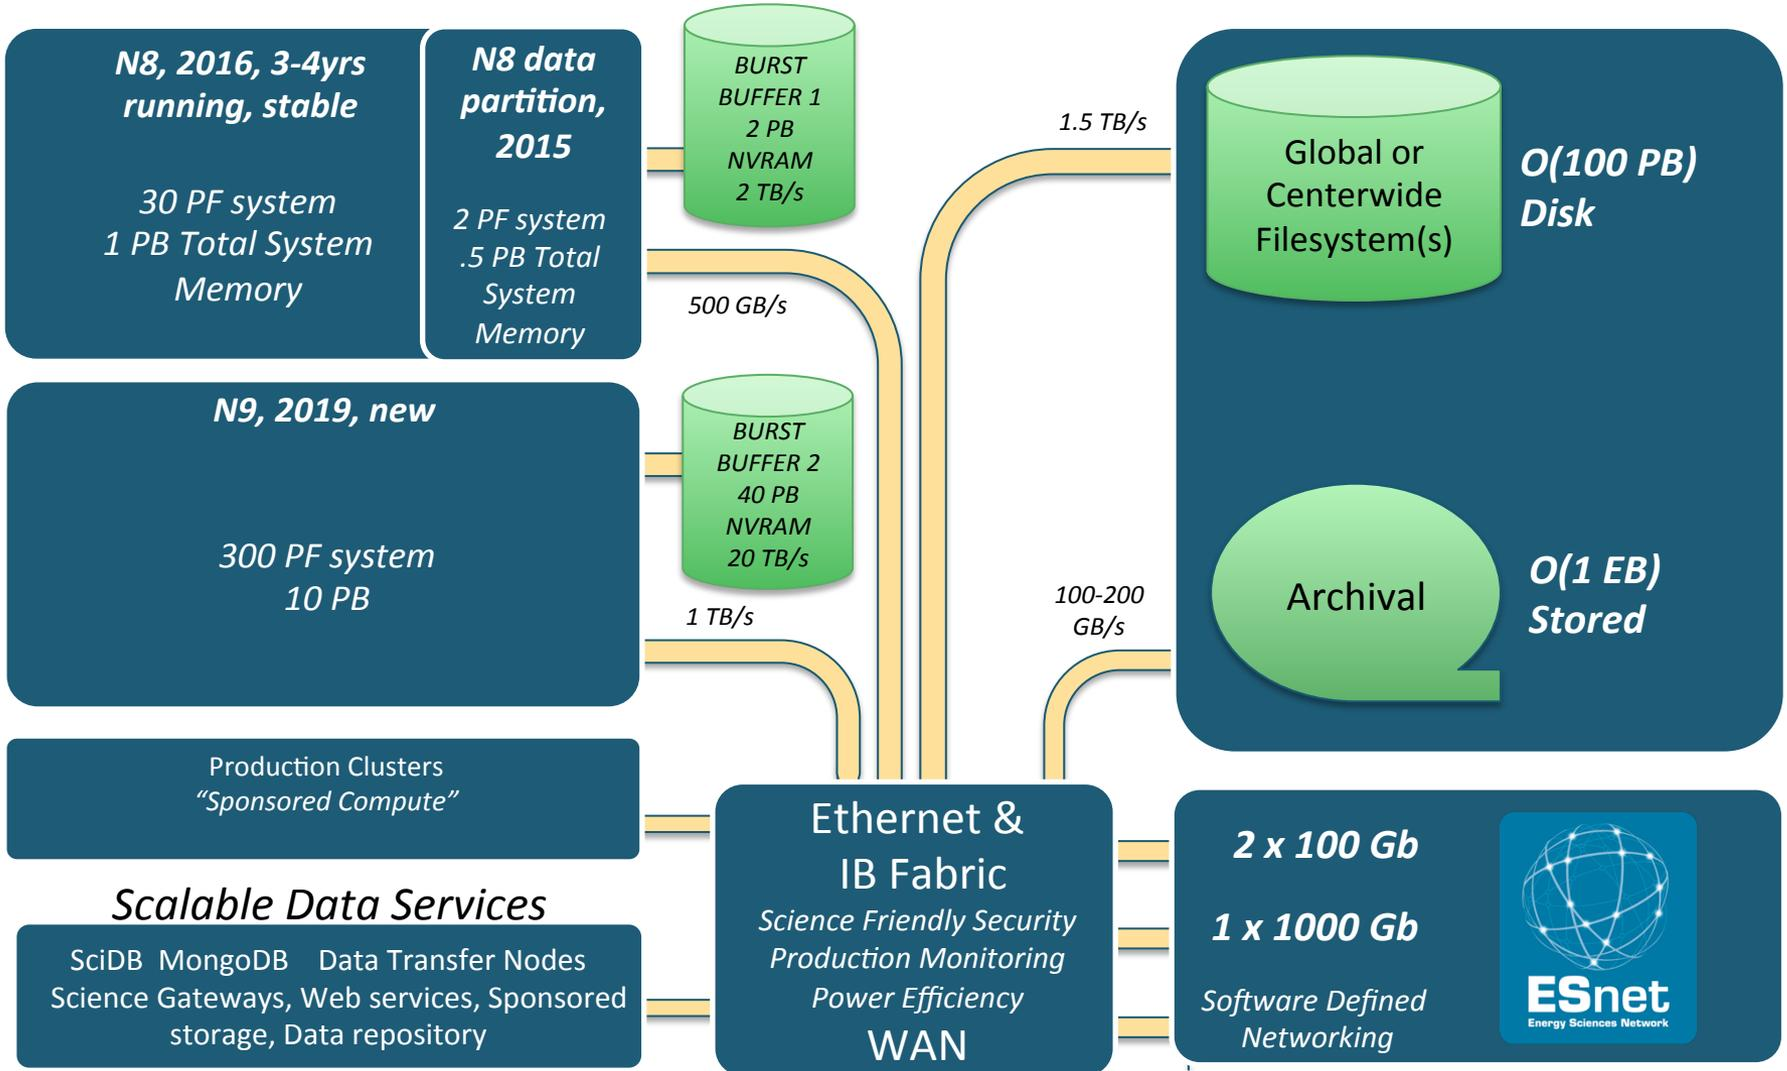 N8, 2016, 3-4yrs
running, stable
30 PF system
1 PB Total System
Memory
N8 data
partition,
2015
2 PF system
.5 PB Total
System
Memory
BURST
BUFFER 1
2 PB
NVRAM
2 TB/s
500 GB/s
1.5 TB/s
Global or
Centerwide
Filesystem(s)
O(100 PB)
Disk
N9, 2019, new
300 PF system
10 PB
BURST
BUFFER 2
40 PB
NVRAM
20 TB/s
1 TB/s
100-200
GB/s
Archival
O(1 EB)
Stored
Production Clusters
“Sponsored Compute”
Scalable Data Services
SciDB MongoDB Data Transfer Nodes
Science Gateways, Web services, Sponsored
storage, Data repository
Ethernet &
IB Fabric
Science Friendly Security
Production Monitoring
Power Efficiency
WAN
2 x 100 Gb
1 x 1000 Gb
Software Defined
Networking
ESnet
Energy Sciences Network